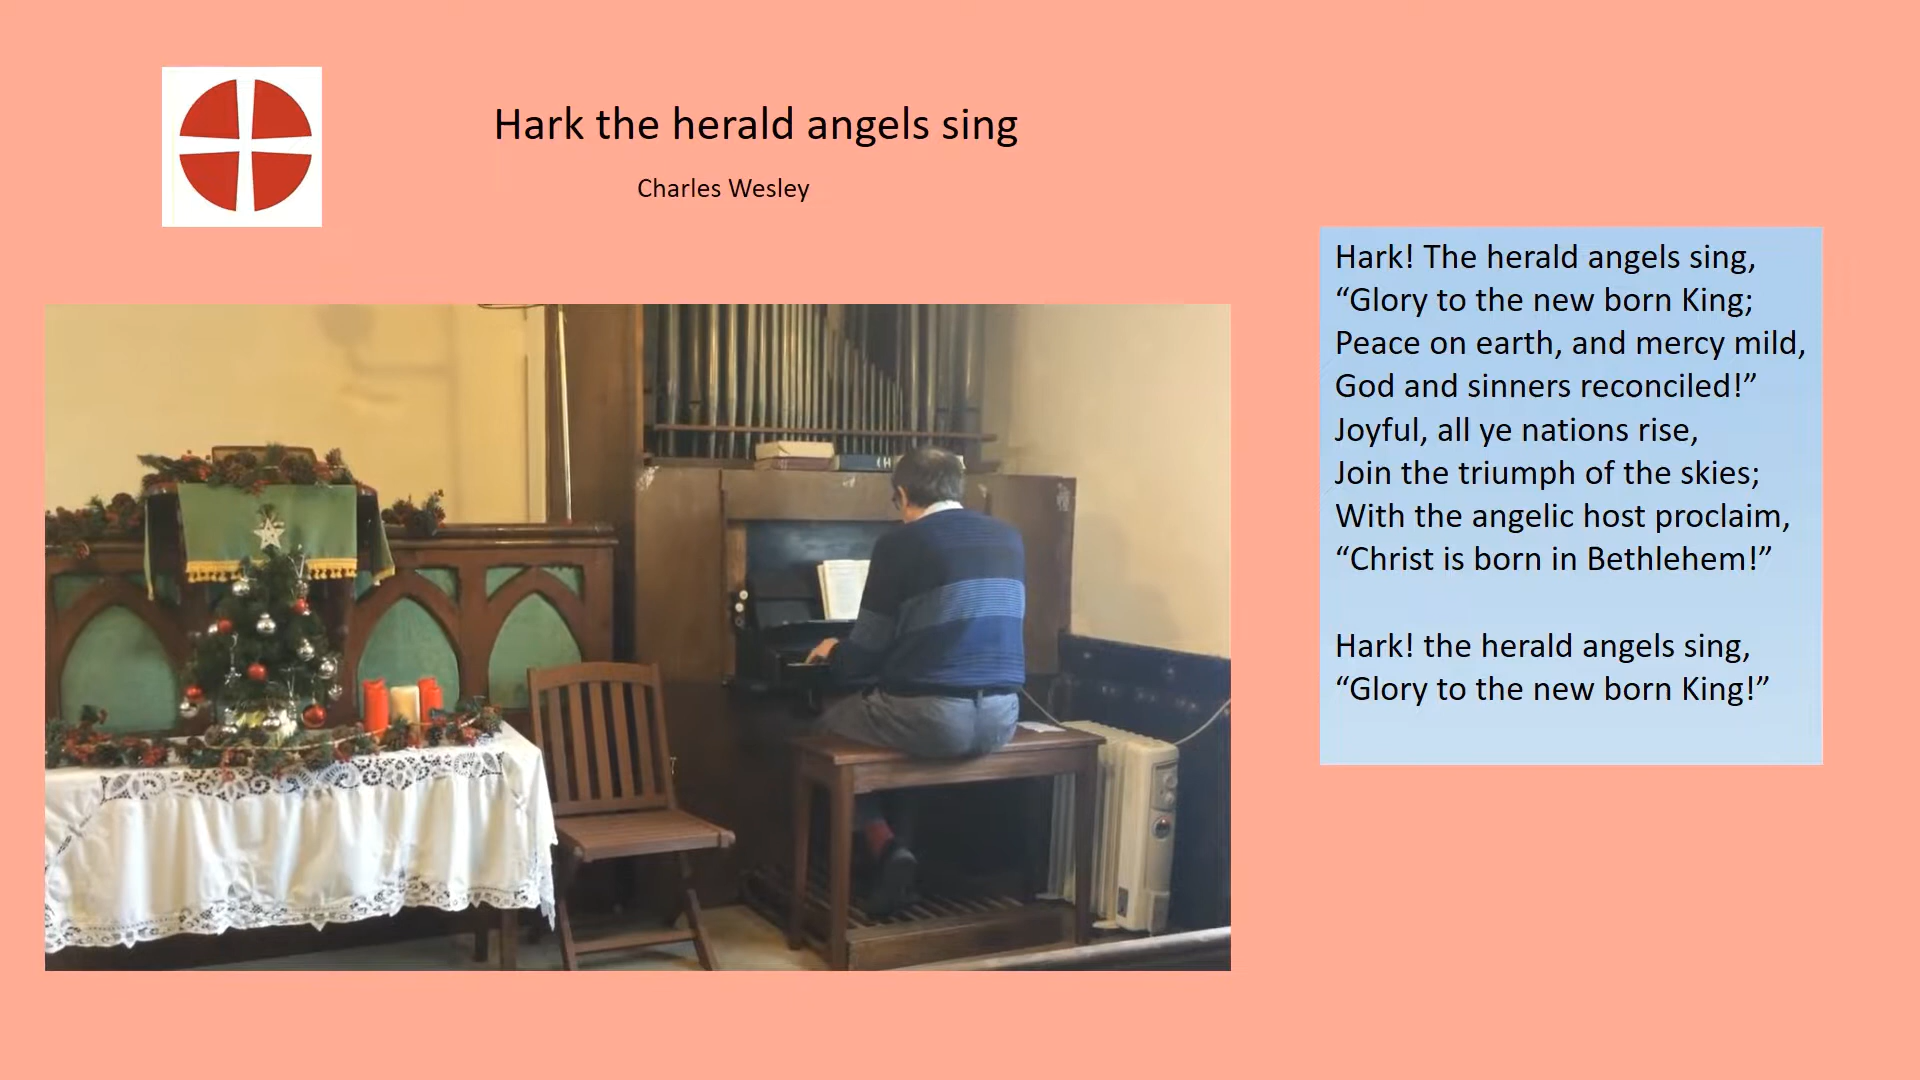 Hark the herald angels sing
Charles Wesley
Hark! The herald angels sing,
“Glory to the new born King;
Peace on earth, and mercy mild,
God and sinners reconciled!”
Joyful, all ye nations rise,
Join the triumph of the skies;
With the angelic host proclaim,
“Christ is born in Bethlehem!”
Hark! the herald angels sing,
“Glory to the new born King!”